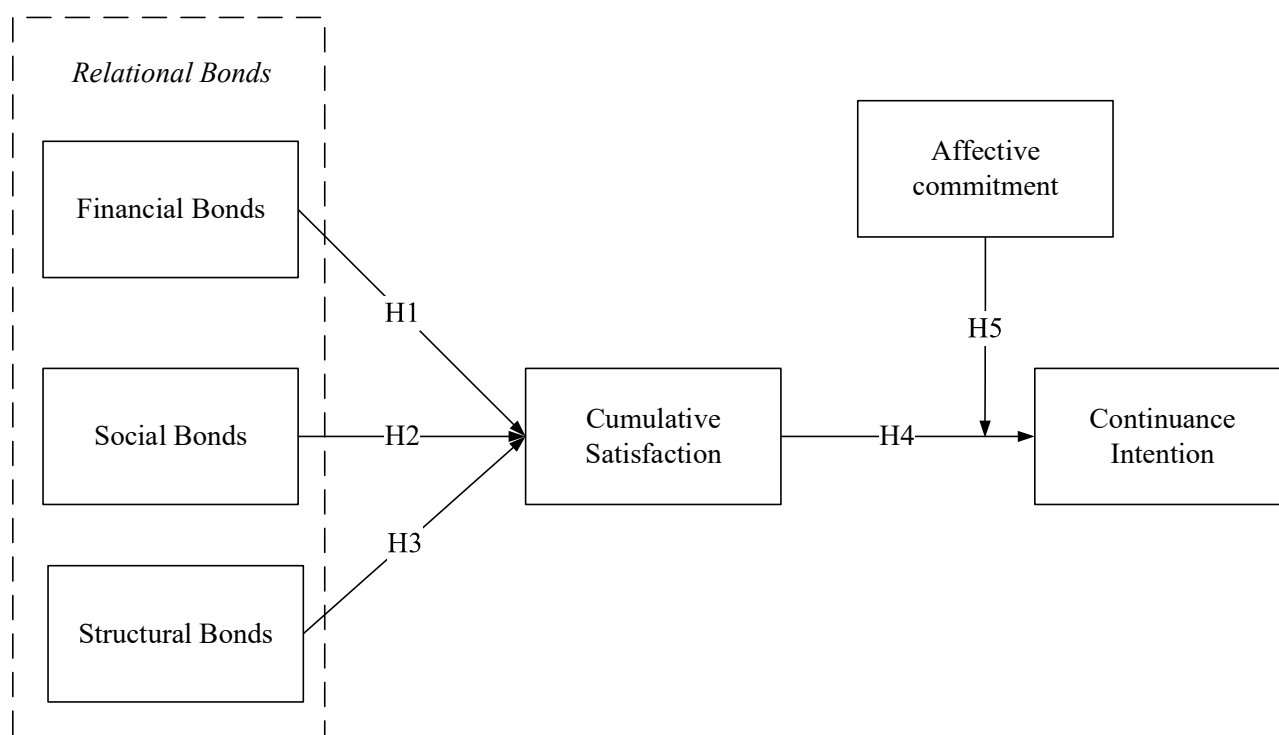 Relational Bonds
Financial Bonds
Social Bonds
Structural Bonds
H1
H2
H3
Cumulative
Satisfaction
H4
Affective
commitment
H5
Continuance
Intention